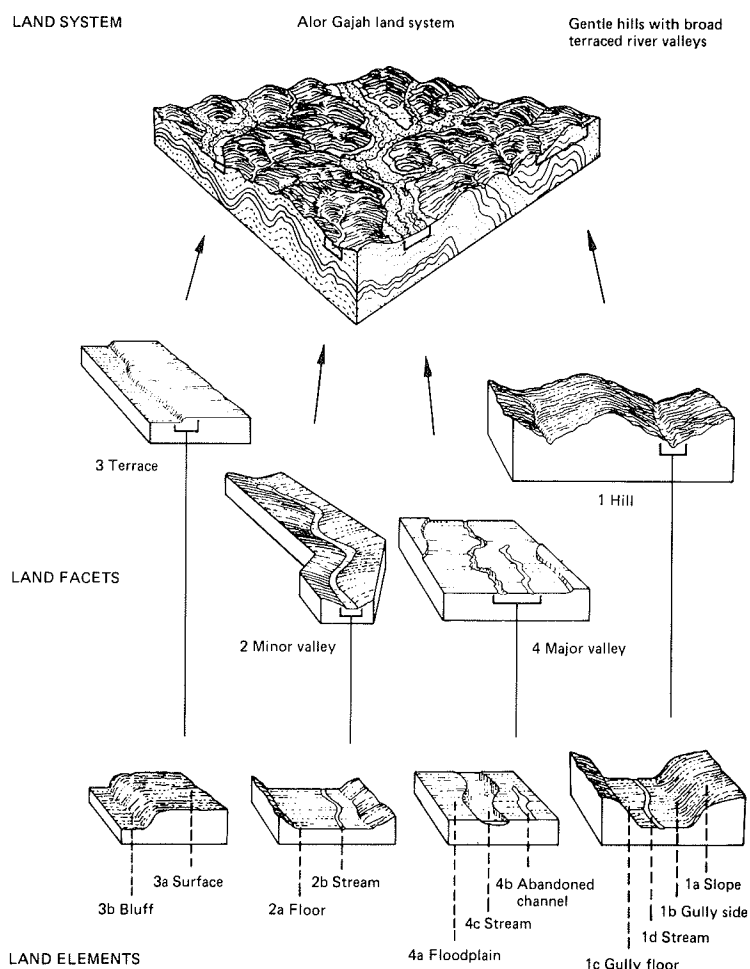 LAND SYSTEM
Alor Gajah land system
Gentle hills with broad
terraced river valleys
3 Terrace
1 Hill
LAND FACETS
2 Minor valley
4 Major valley
3a Surface
3b Bluff
2b Stream
2a Floor
4b Abandoned
channel
4c Stream
4a Floodplain
1a Slope
1b Gully side
1d Stream
1c Gully floor
LAND ELEMENTS